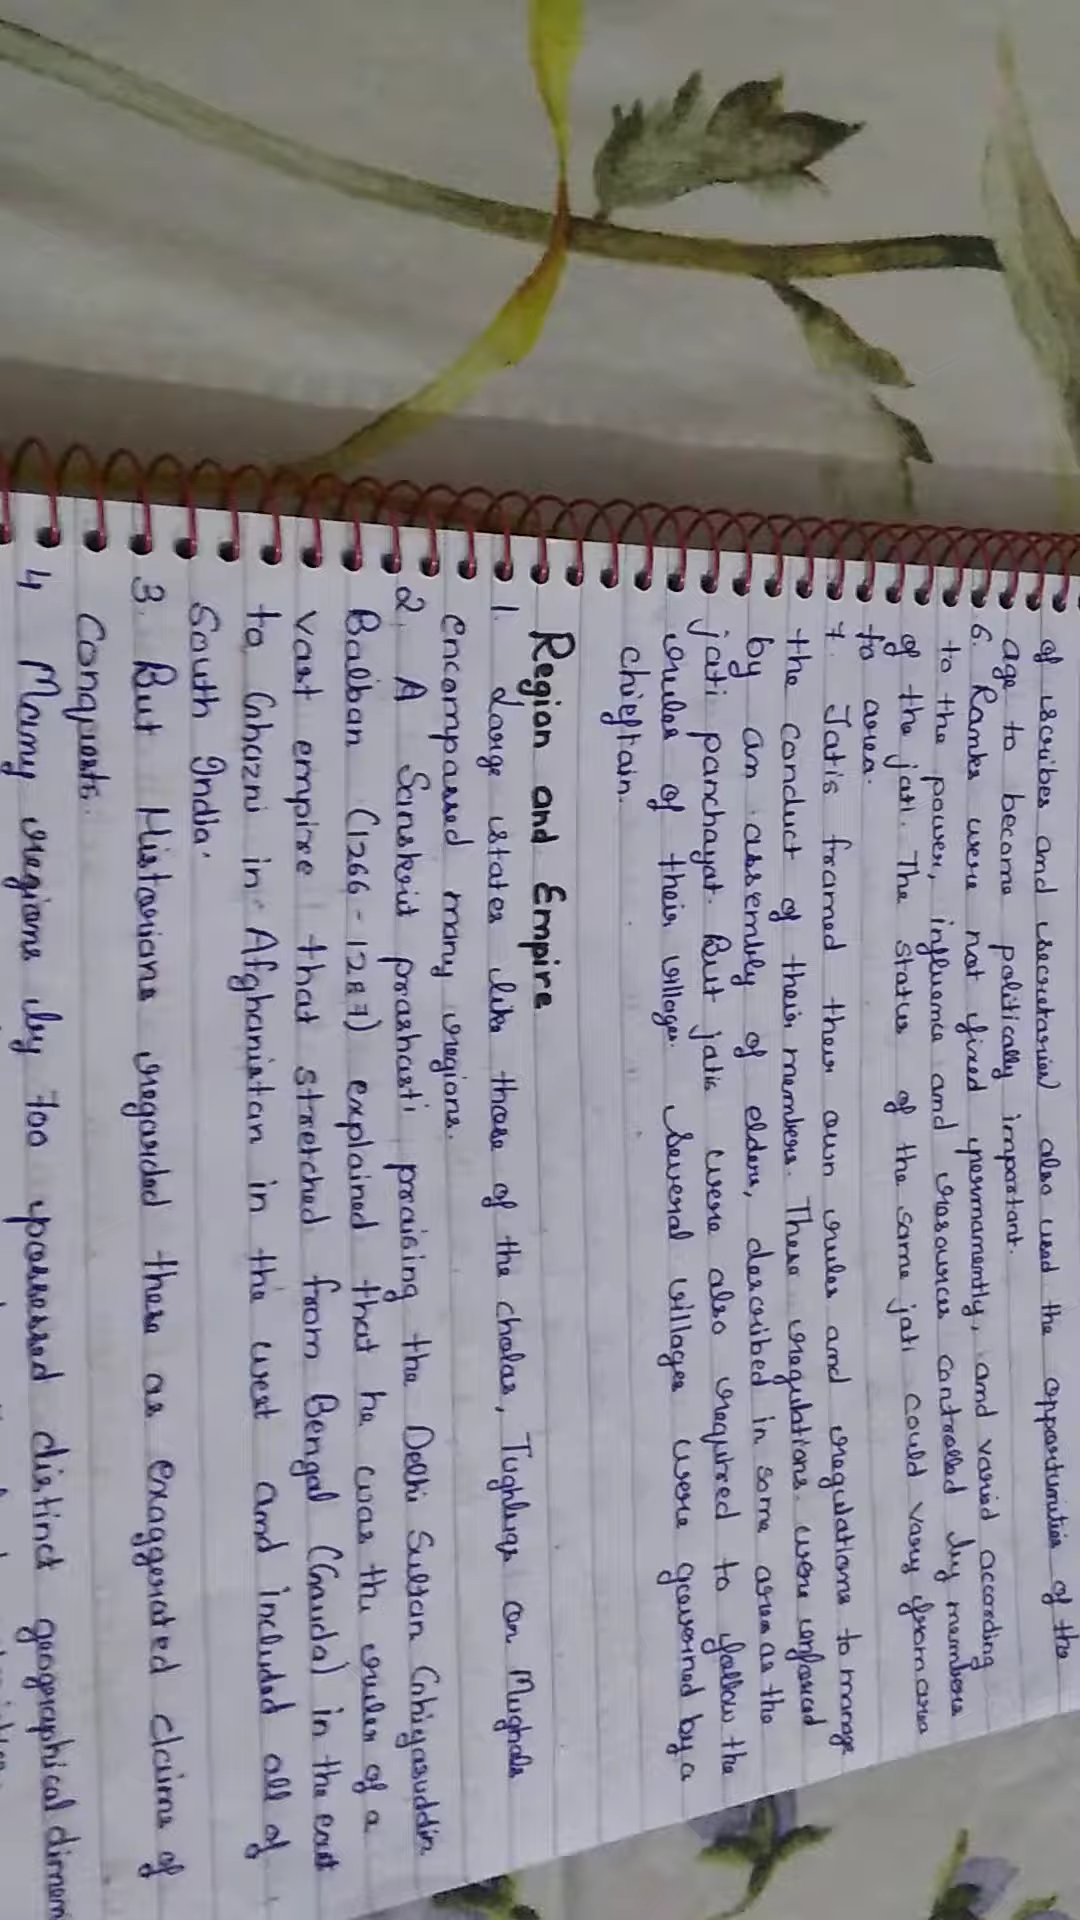 of scribes and secretaries) also used the opportunities of the
age to become politically important.
6. Ranks were not fixed permanently, and varied according
to the power, influence and resources controlled by members
of the jati. The status of the same jati could vary from area
to area.
7. Jatis framed their own rules and regulations to manage
the conduct of their members. These regulations were enforced
by an assembly of elders, described in some areas as the
jati panchayat. But jatis were also required to follow the
rules of their villages. Several villages were governed by a
chieftain.
Region and Empire
1. Large states like those of the cholas, Tughlugs or Mughals
encompassed many regions.
2. A Sanskrit prashasti praising the Delhi Sultan Ghiyasuddin
Balban (1266-1287) explained that he was the ruler of a
vast empire that stretched from Bengal (Gauda) in the east
to Ghazni in Afghanistan in the west and included all of
South India.
3. But Historians regarded these as exaggerated claims of
Conquests.
4 Many regions by 700 possessed distinct geographical dimens